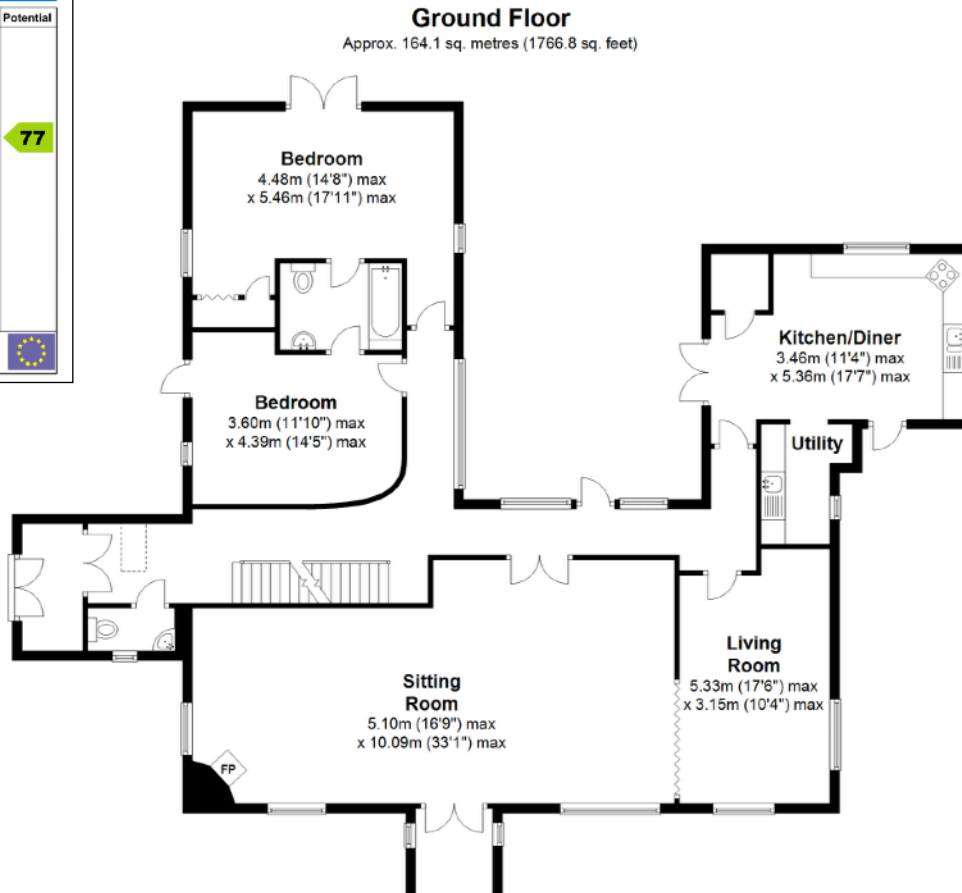 Potential
77
Ground Floor
Approx. 164.1 sq. metres (1766.8 sq. feet)
Bedroom
4.48m (14'8") max
x 5.46m (17'11") max
Kitchen/Diner
3.46m (11'4") max
x 5.36m (17'7") max
Bedroom
3.60m (11'10") max
x 4.39m (14'5") max
Utility
Living
Room
5.33m (17'6") max
x 3.15m (10'4") max
Sitting
Room
5.10m (16'9") max
x 10.09m (33'1") max
FP